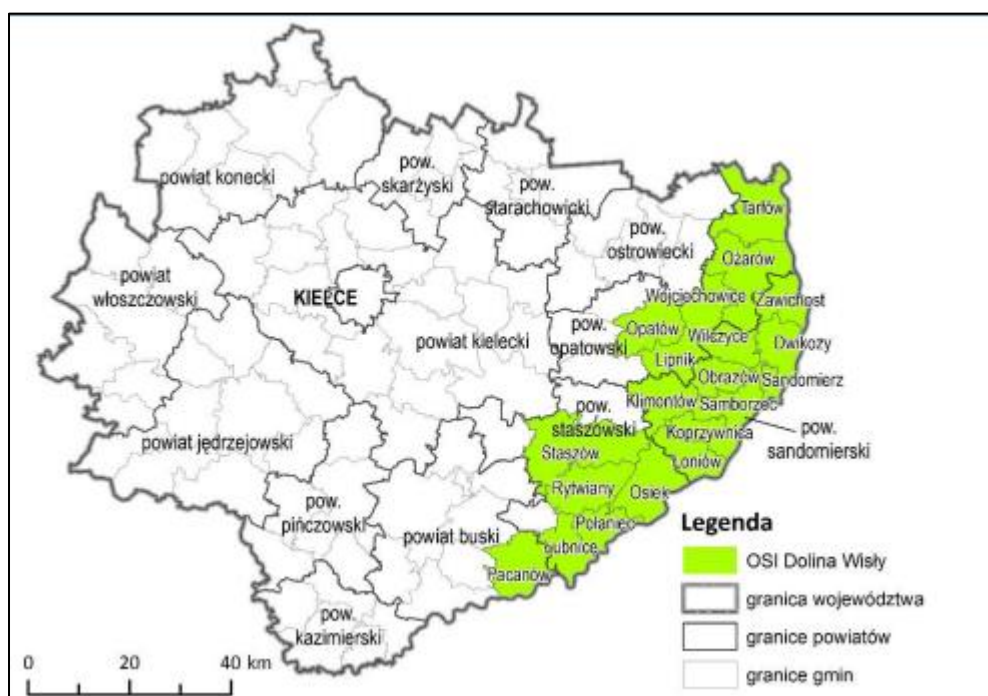 powiat konecki
pow.
skarżyski
pow.
starachowicki
Tarłów
pow.
ostrowiecki
Ożarów
powiat
włoszczowski
KIELCE
Wojciechowice
Zawichost
Opatów
Wilczyce
Dwikozy
pow.
opatowski
powiat kielecki
Lipnik
Obrazów
Sandomierz
Klimontów
Samborzec
pow.
staszowski
Koprzywnica
pow.
sandomierski
powiat jędrzejowski
Staszów
Łoniów
Rytwiany
Osiek
pow.
pińczowski
powiat buski
Połaniec
Łubnice
Pacanów
pow.
kazimierski
Legenda
OSI Dolina Wisły
granica województwa
granice powiatów
granice gmin
0 20 40 km